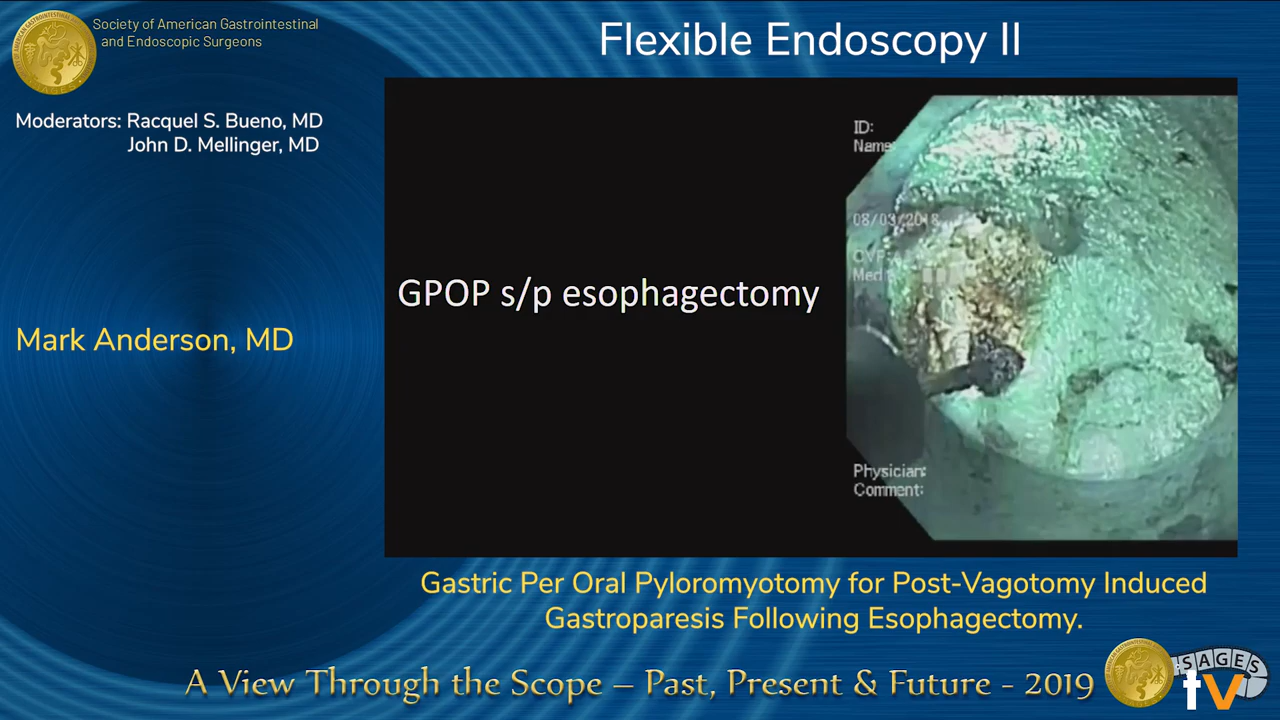 Society of American Gastrointestinal
and Endoscopic Surgeons
Flexible Endoscopy II
Moderators: Racquel S. Bueno, MD
John D. Mellinger, MD
Mark Anderson, MD
GPOP s/p esophagectomy
ID:
Name:
08/03/2018
Physician:
Comment:
Gastric Per Oral Pyloromyotomy for Post-Vagotomy Induced
Gastroparesis Following Esophagectomy.
A View Through the Scope – Past, Present & Future - 2019
SAGES
tv